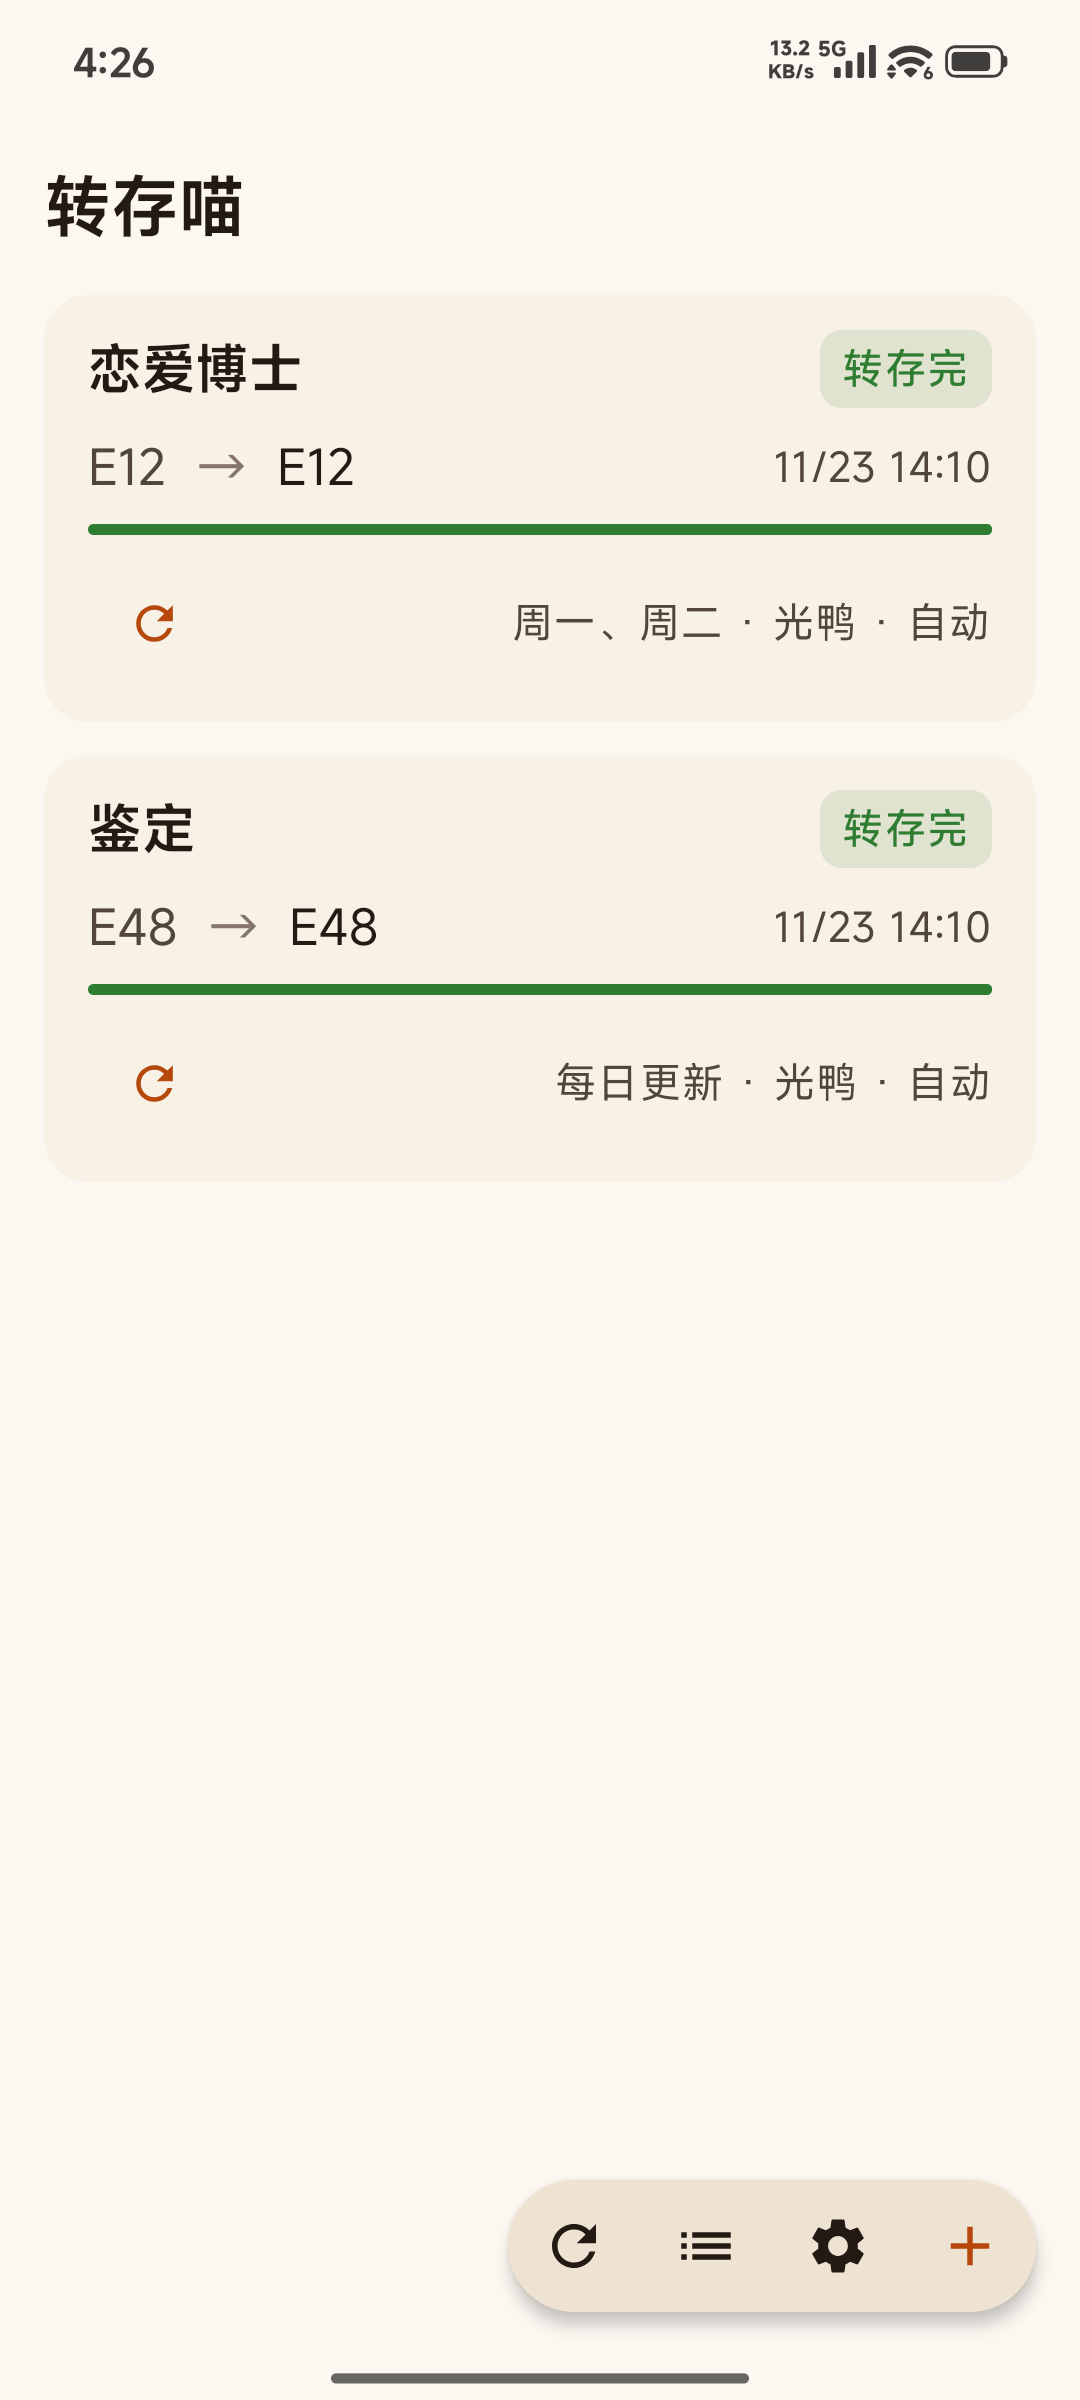 4:26
13.2 KB/s 5G 6
转存喵
恋爱博士
转存完
E12 → E12
11/23 14:10
周一、周二 · 光鸭 · 自动
鉴定
转存完
E48 → E48
11/23 14:10
每日更新 · 光鸭 · 自动